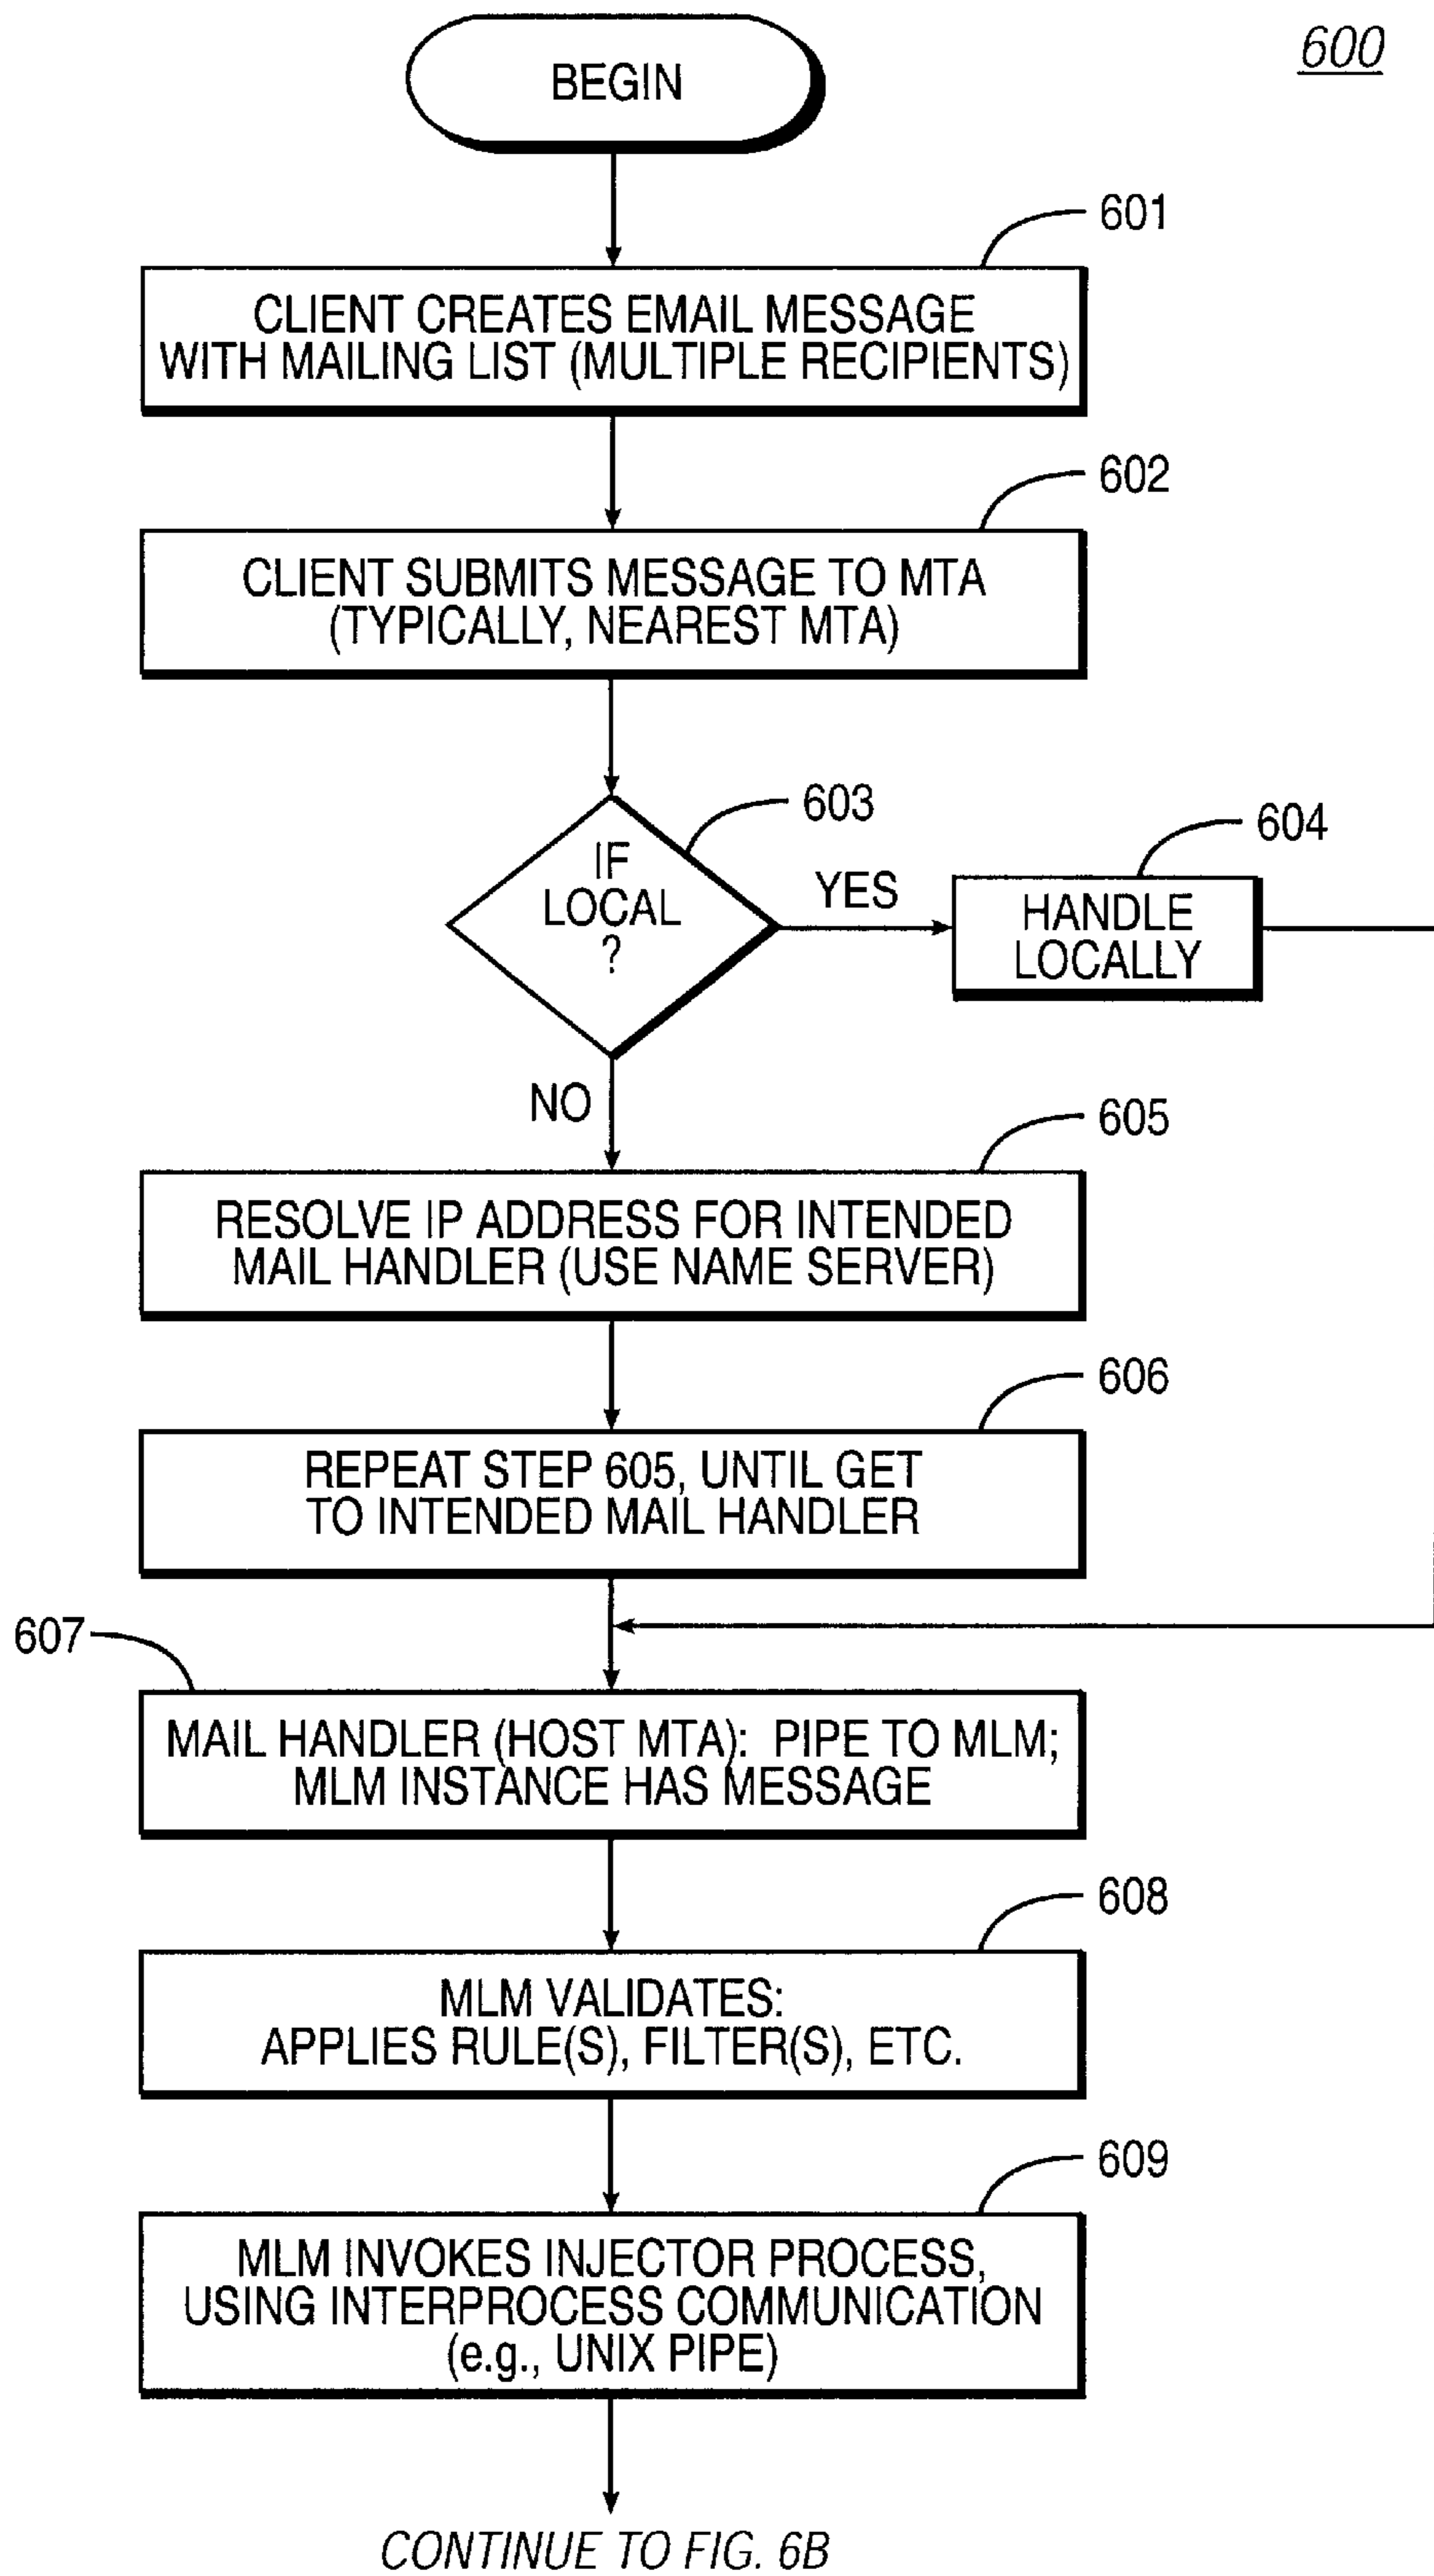 600
BEGIN
601
CLIENT CREATES EMAIL MESSAGE
WITH MAILING LIST (MULTIPLE RECIPIENTS)
602
CLIENT SUBMITS MESSAGE TO MTA
(TYPICALLY, NEAREST MTA)
603
IF
LOCAL
?
YES
604
HANDLE
LOCALLY
NO
605
RESOLVE IP ADDRESS FOR INTENDED
MAIL HANDLER (USE NAME SERVER)
606
REPEAT STEP 605, UNTIL GET
TO INTENDED MAIL HANDLER
607
MAIL HANDLER (HOST MTA): PIPE TO MLM;
MLM INSTANCE HAS MESSAGE
608
MLM VALIDATES:
APPLIES RULE(S), FILTER(S), ETC.
609
MLM INVOKES INJECTOR PROCESS,
USING INTERPROCESS COMMUNICATION
(e.g., UNIX PIPE)
CONTINUE TO FIG. 6B